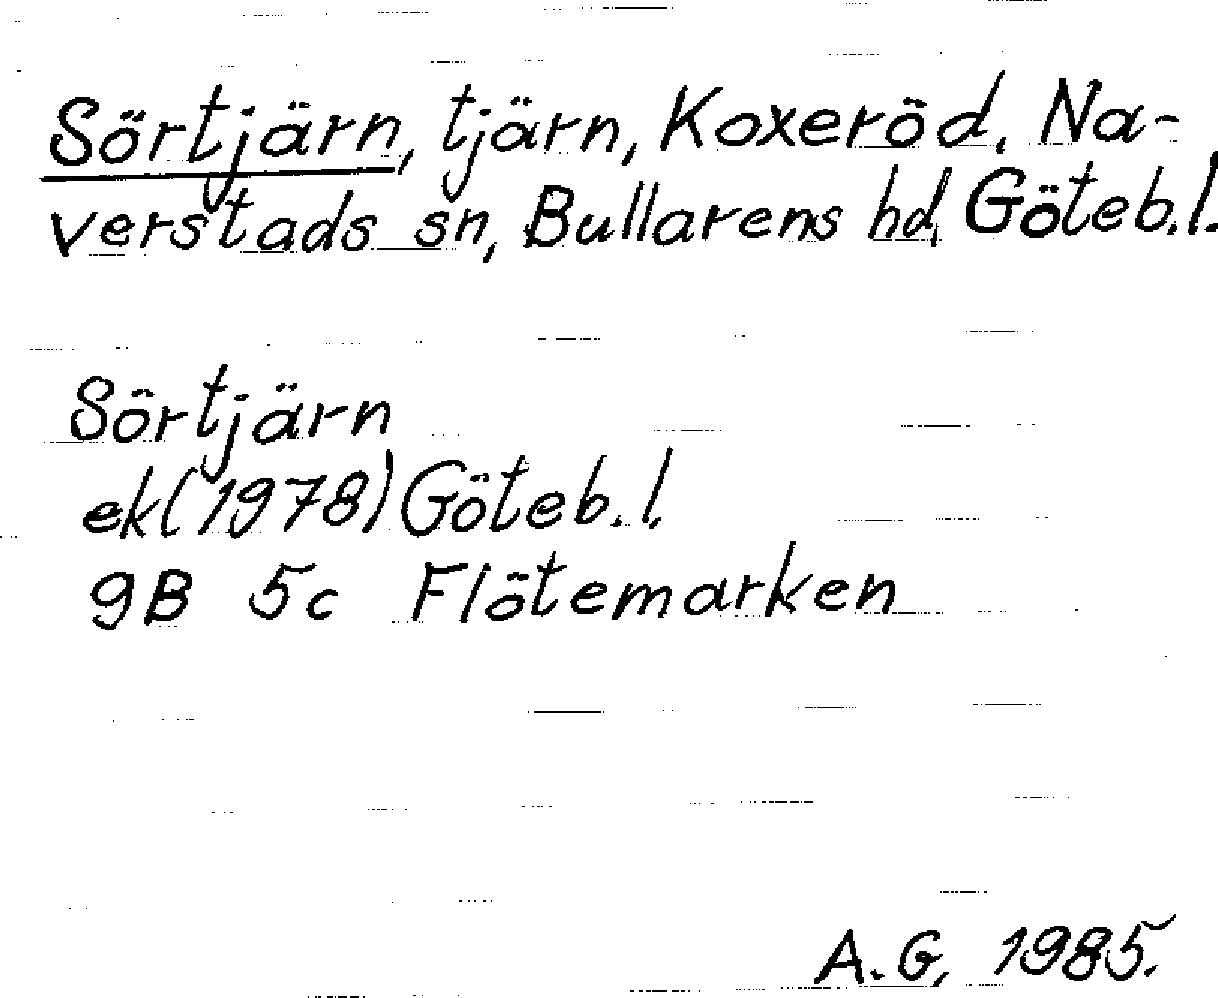 Sörtjärn, tjärn, Koxeröd, Na-
verstads sn, Bullarens hd, Göteb.l.
Sörtjärn
ek(1978) Göteb.l.
9B 5c Flötemarken
A.G. 1985.